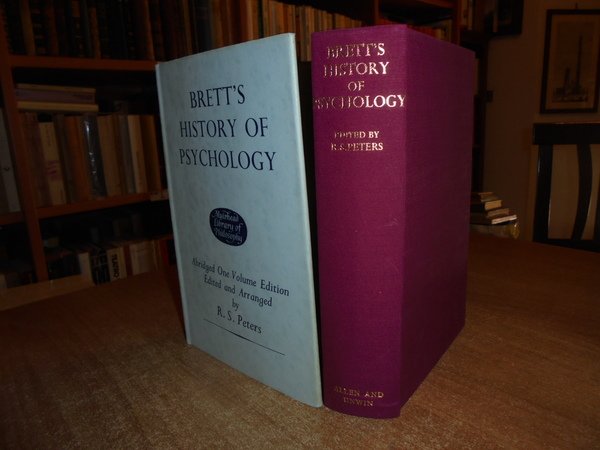 BRETT'S
HISTORY OF
PSYCHOLOGY
Muirhead
Library of
Philosophy
Abridged One Volume Edition
Edited and Arranged
by
R. S. Peters
BRETT'S
HISTORY
OF
PSYCHOLOGY
EDITED BY
R.S.PETERS
ALLEN AND
UNWIN